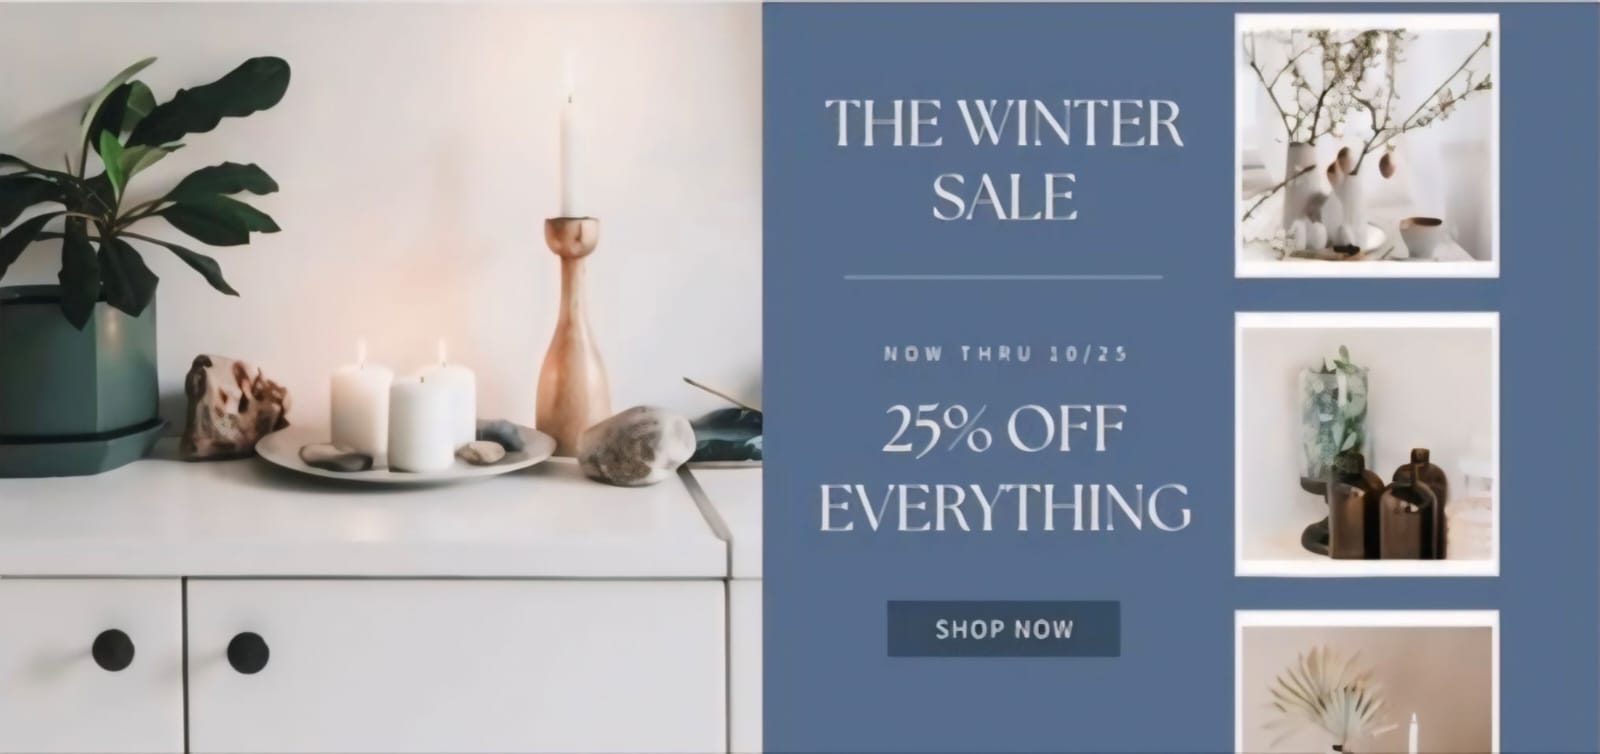 THE WINTER
SALE
NOW THRU 10/25
25% OFF
EVERYTHING
SHOP NOW